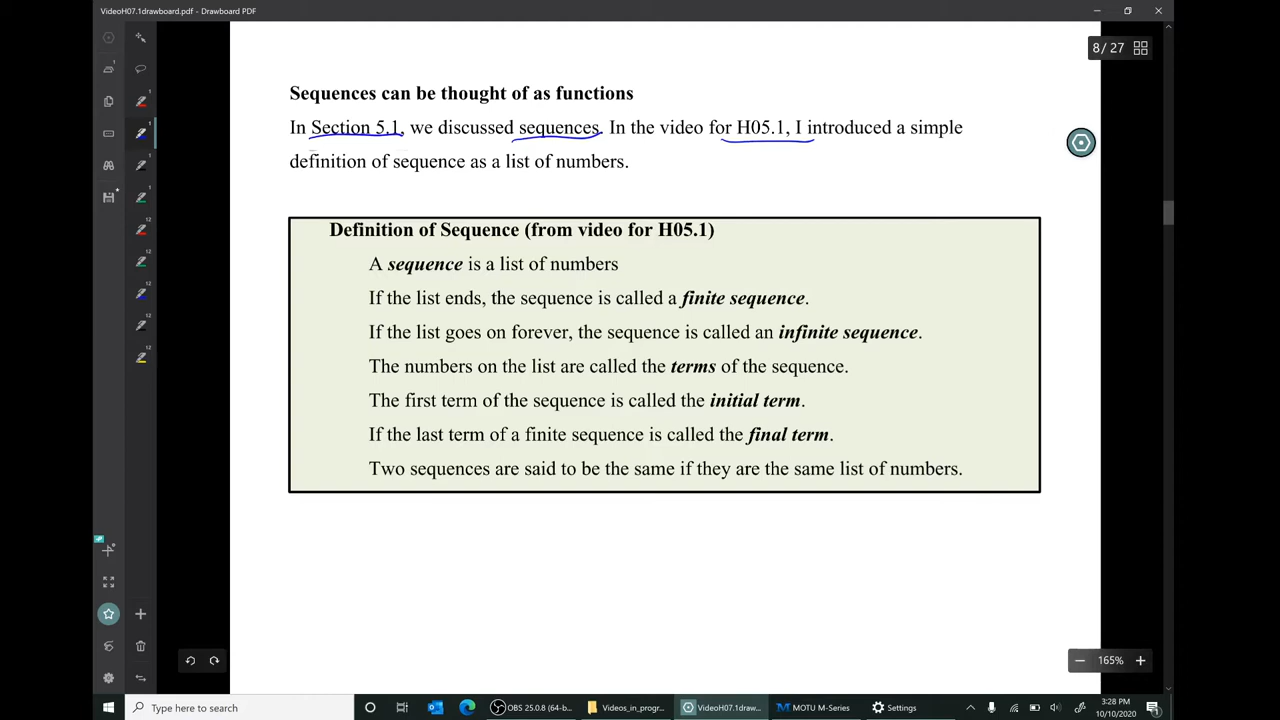 VideoH07.1drawboard.pdf - Drawboard PDF
8 / 27
Sequences can be thought of as functions
In Section 5.1, we discussed sequences. In the video for H05.1, I introduced a simple
definition of sequence as a list of numbers.
Definition of Sequence (from video for H05.1)
A sequence is a list of numbers
If the list ends, the sequence is called a finite sequence.
If the list goes on forever, the sequence is called an infinite sequence.
The numbers on the list are called the terms of the sequence.
The first term of the sequence is called the initial term.
If the last term of a finite sequence is called the final term.
Two sequences are said to be the same if they are the same list of numbers.
165%
Type here to search
OBS 25.0.8 (64-b...
Videos_in_progr...
VideoH07.1draw...
MOTU M-Series
Settings
3:28 PM
10/10/2020